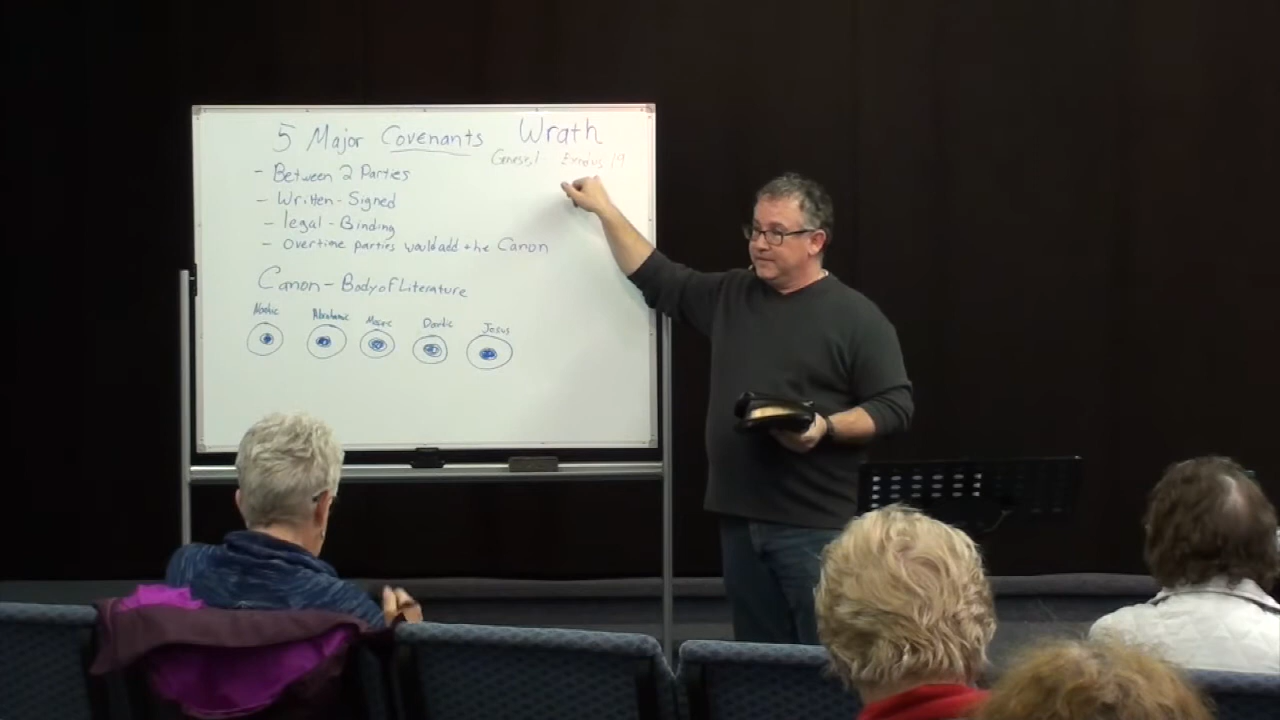 5 Major Covenants Wrath
Genesis 1 - Exodus 19
- Between 2 Parties
- Written - Signed
- legal - Binding
- Overtime parties would add the Canon
Canon - Body of Literature
Noahic Abrahamic Mosaic Davidic Jesus